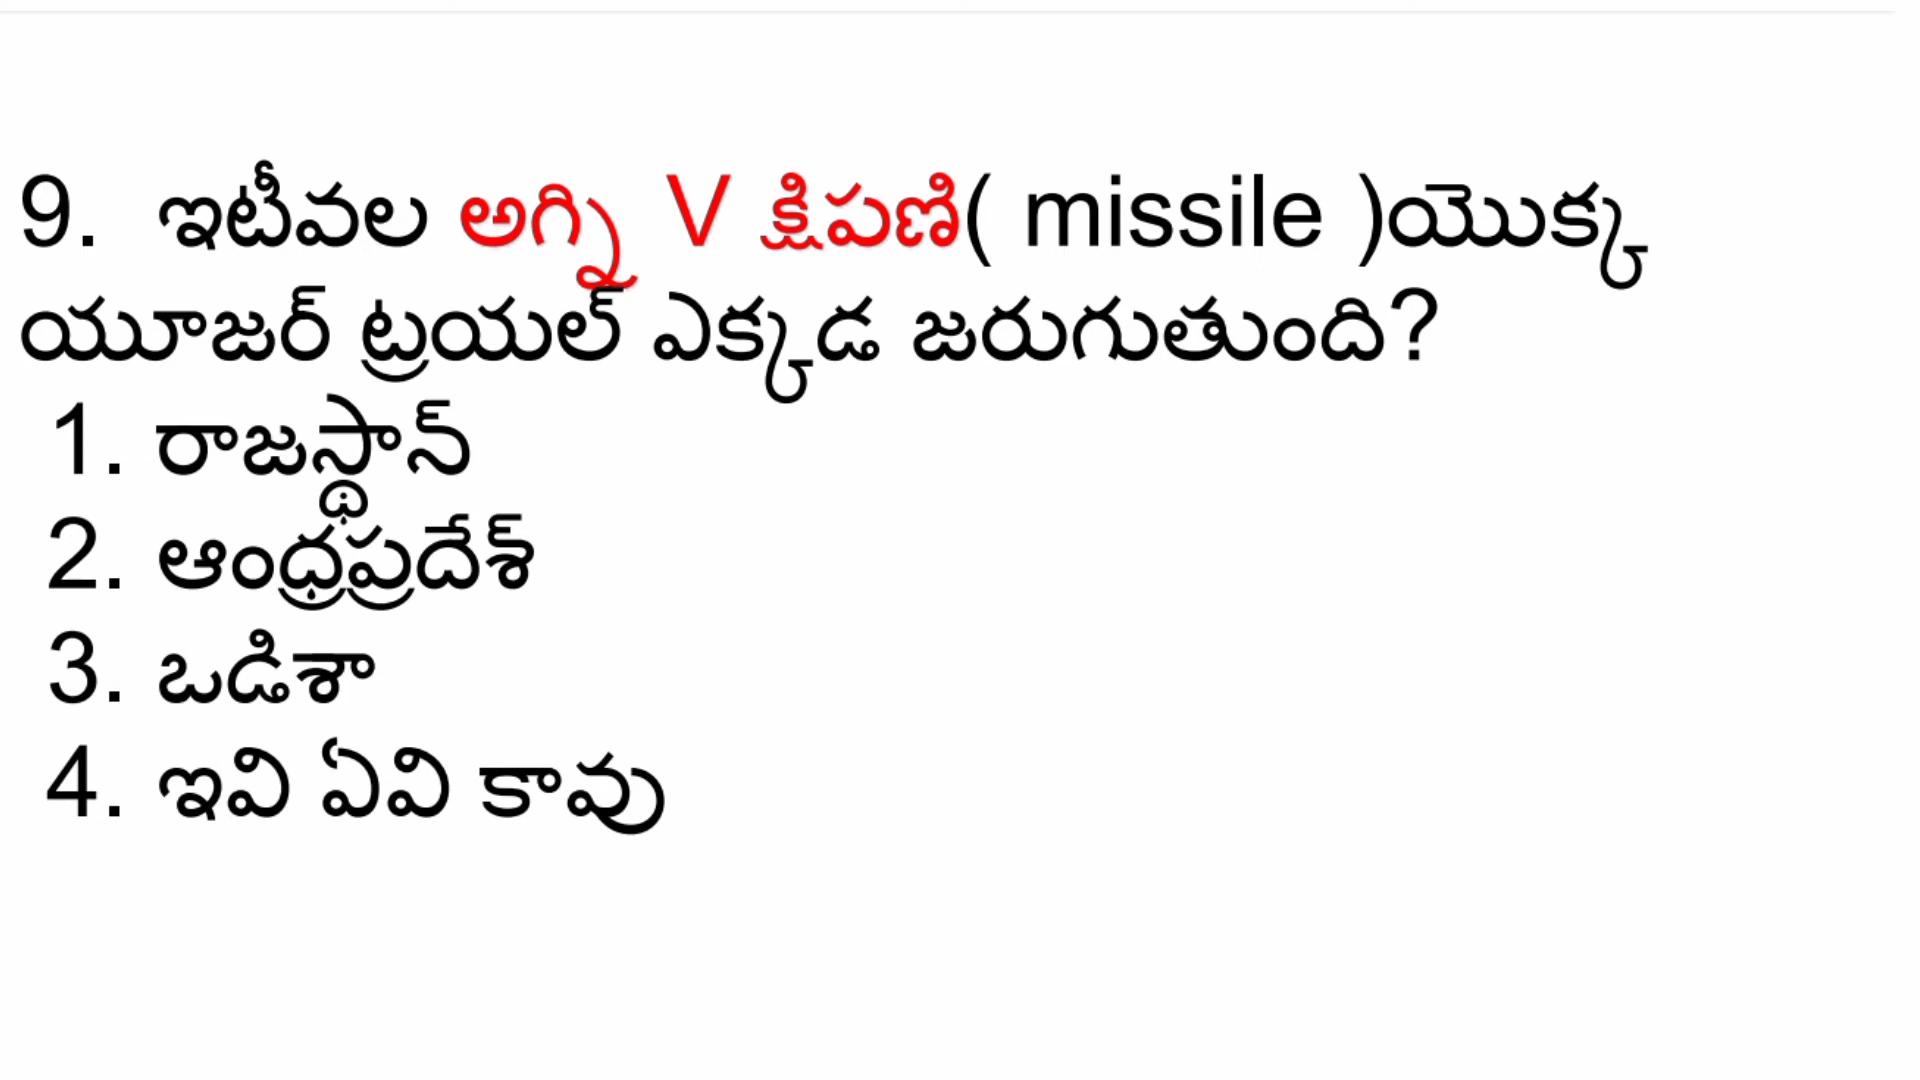 9. ఇటీవల అగ్ని V క్షిపణి( missile )యొక్క
యూజర్ ట్రయల్ ఎక్కడ జరుగుతుంది?
1. రాజస్థాన్
2. ఆంధ్రప్రదేశ్
3. ఒడిశా
4. ఇవి ఏవి కావు